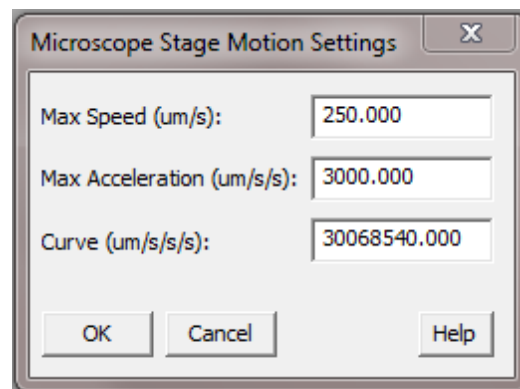 Microscope Stage Motion Settings
Max Speed (um/s): 250.000
Max Acceleration (um/s/s): 3000.000
Curve (um/s/s/s): 30068540.000
OK Cancel Help